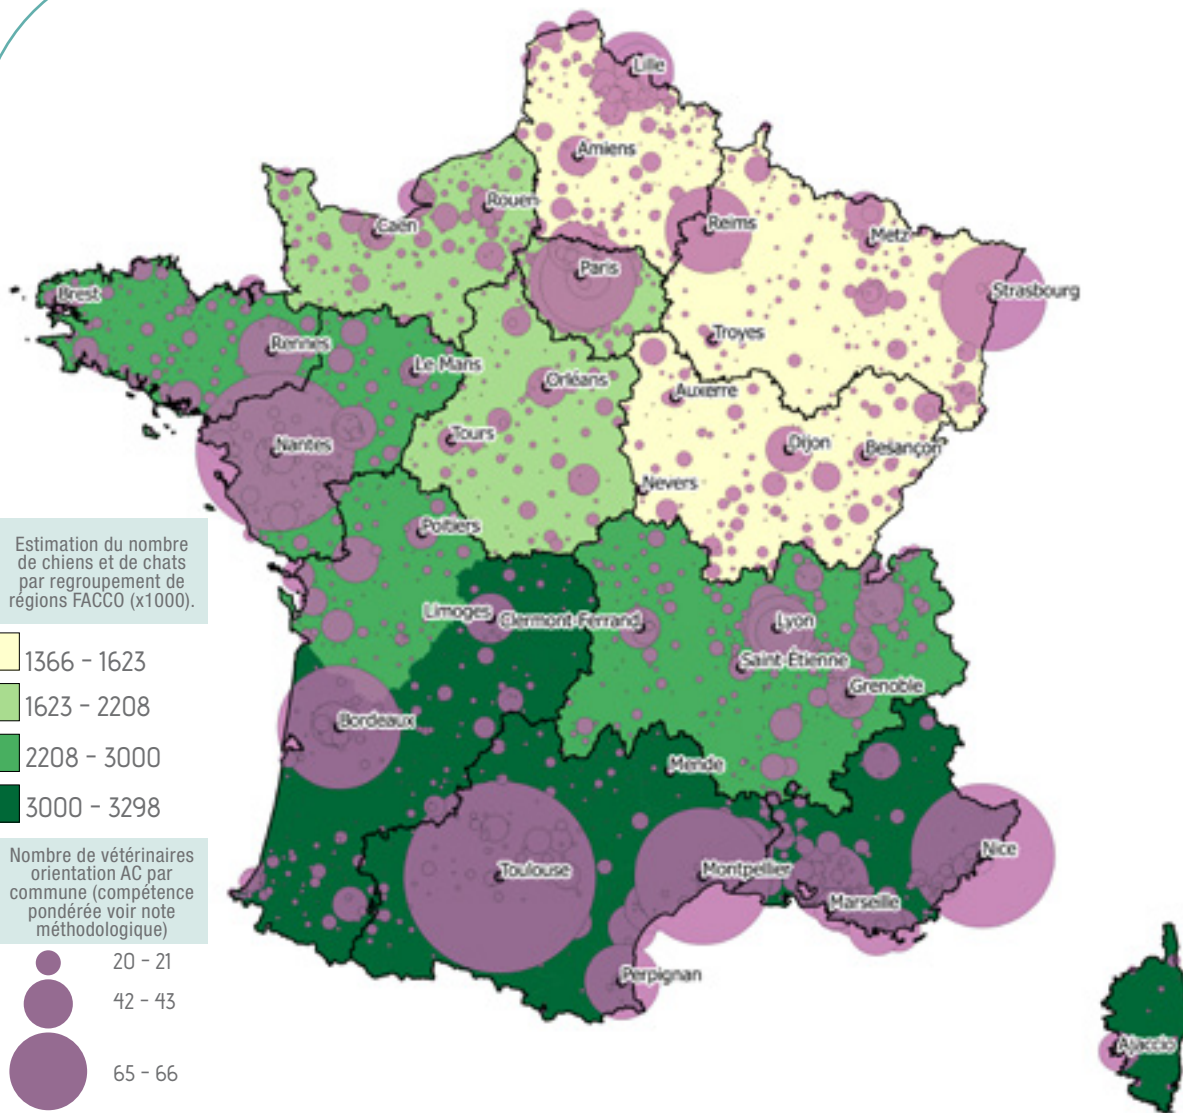 Lille
Amiens
Rouen
Reims
Caen
Metz
Paris
Strasbourg
Brest
Troyes
Rennes
Le Mans
Orléans
Auxerre
Tours
Dijon
Besançon
Nantes
Nevers
Poitiers
Limoges
Clermont-Ferrand
Lyon
Saint-Étienne
Grenoble
Bordeaux
Mende
Toulouse
Montpellier
Nice
Marseille
Perpignan
Ajaccio
Estimation du nombre
de chiens et de chats
par regroupement de
régions FACCO (x1000).
1366 - 1623
1623 - 2208
2208 - 3000
3000 - 3298
Nombre de vétérinaires
orientation AC par
commune (compétence
pondérée voir note
méthodologique)
20 - 21
42 - 43
65 - 66